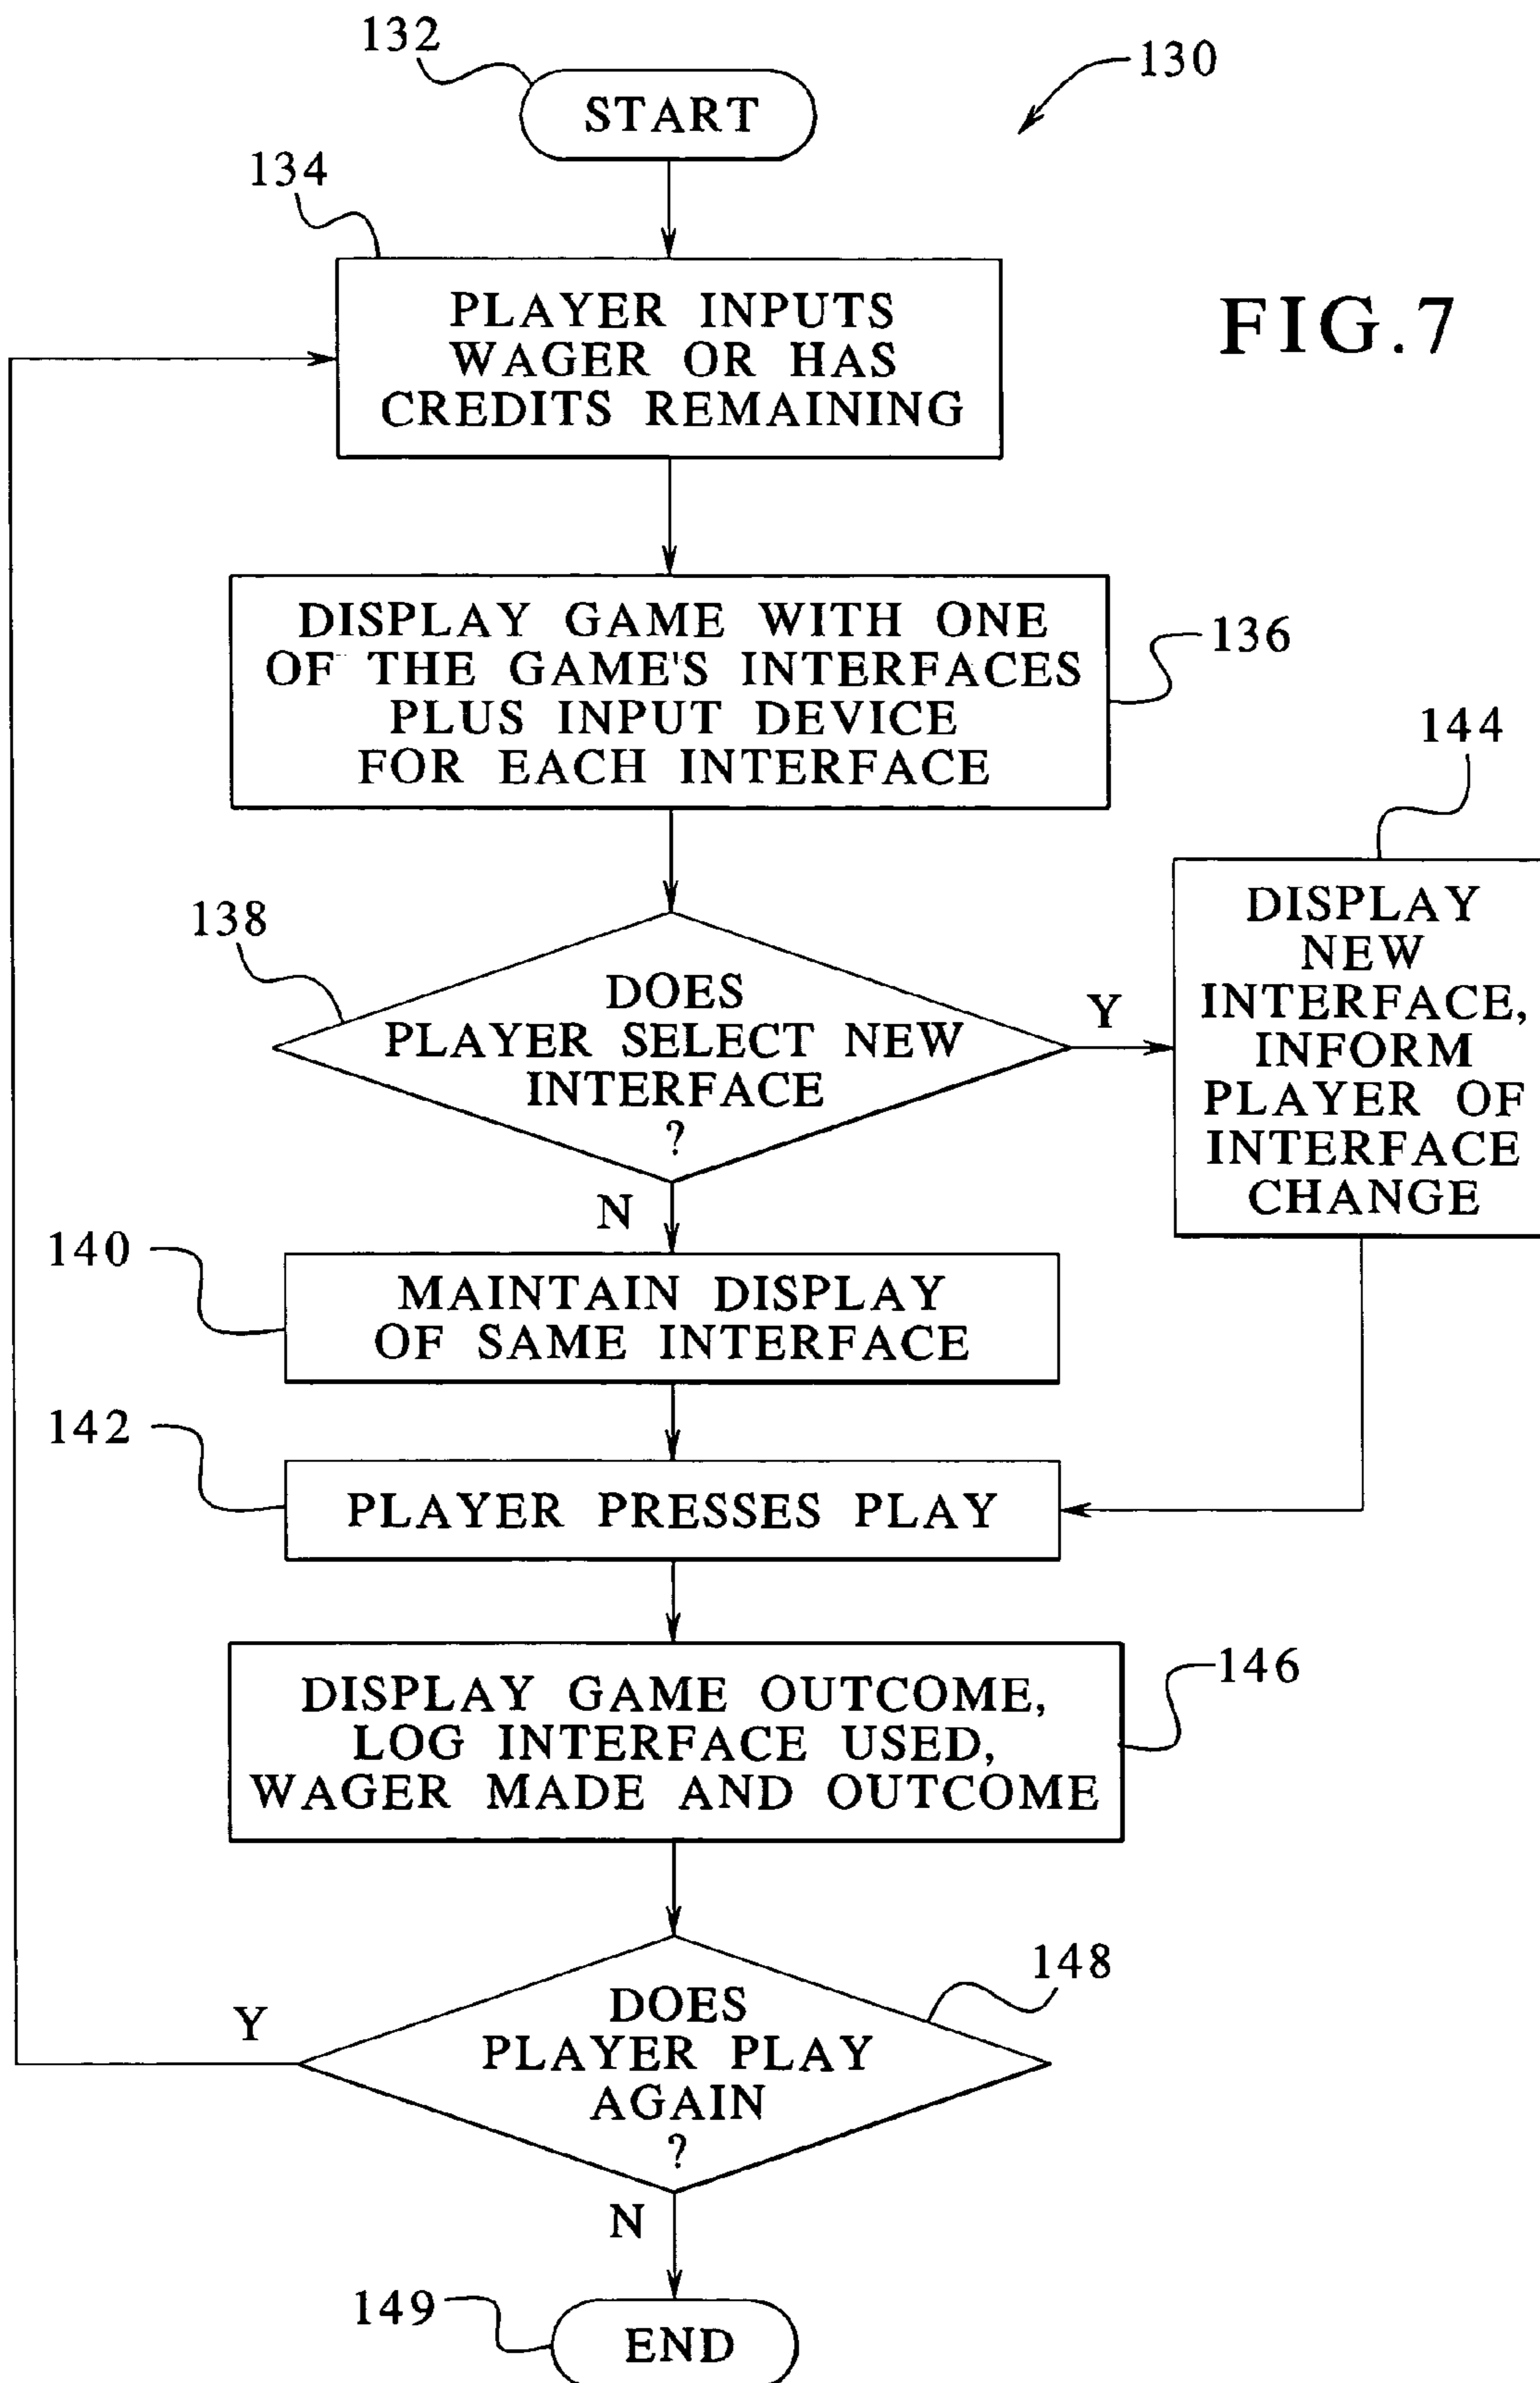 132
130
START
134
FIG.7
PLAYER INPUTS
WAGER OR HAS
CREDITS REMAINING
DISPLAY GAME WITH ONE
OF THE GAME'S INTERFACES
PLUS INPUT DEVICE
FOR EACH INTERFACE
136
138
DOES
PLAYER SELECT NEW
INTERFACE
?
Y
144
DISPLAY
NEW
INTERFACE,
INFORM
PLAYER OF
INTERFACE
CHANGE
N
140
MAINTAIN DISPLAY
OF SAME INTERFACE
142
PLAYER PRESSES PLAY
DISPLAY GAME OUTCOME,
LOG INTERFACE USED,
WAGER MADE AND OUTCOME
146
148
DOES
PLAYER PLAY
AGAIN
?
Y
N
149
END